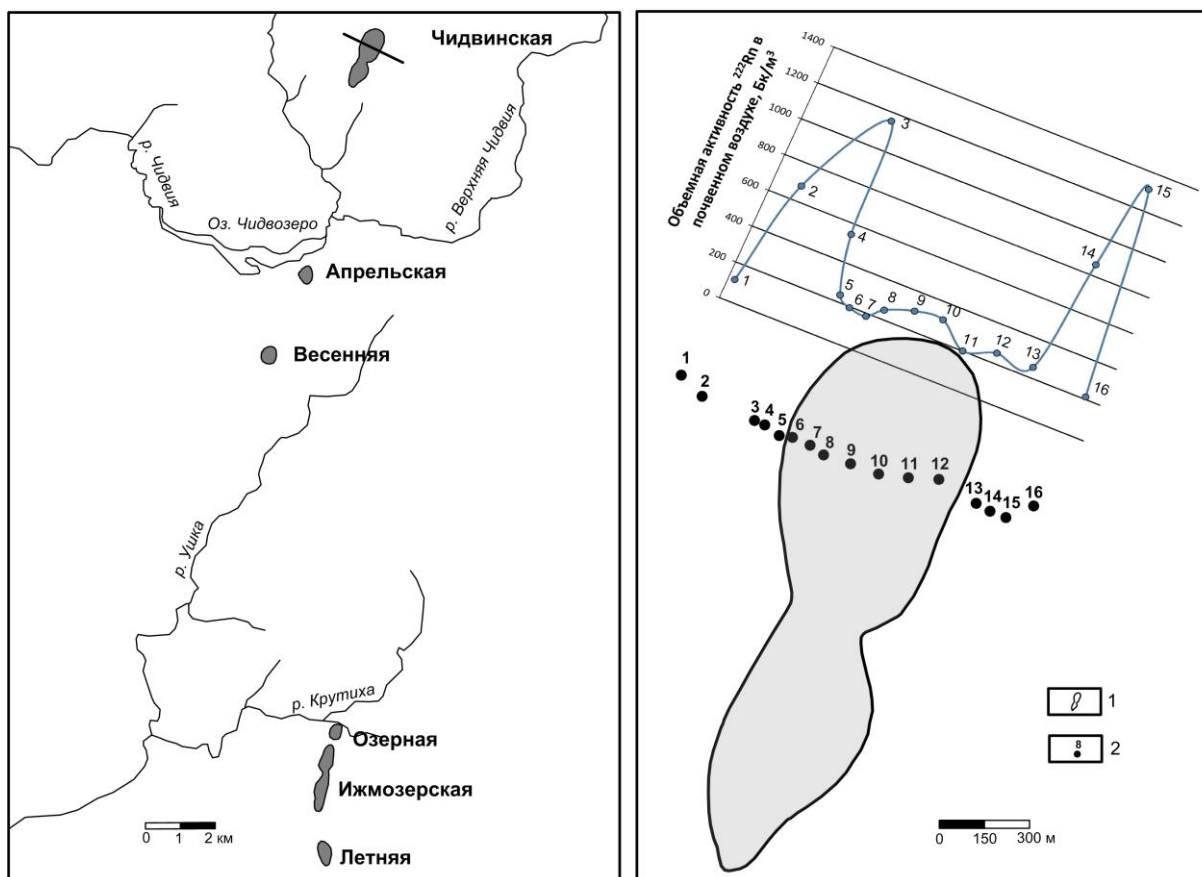 Чидвинская
р. Чидвия
Оз. Чидвозеро
р. Верхняя Чидвия
Апрельская
Весенняя
р. Ушка
р. Крутиха
Озерная
Ижмозерская
Летняя
0 1 2 км
Объемная активность ²²²Rn в
почвенном воздухе, Бк/м³
1400
1200
1000
800
600
400
200
0
1
2
3
4
5
6
7
8
9
10
11
12
13
14
15
16
1
2
3
4
5
6
7
8
9
10
11
12
13
14
15
16
1
8
2
0 150 300 м